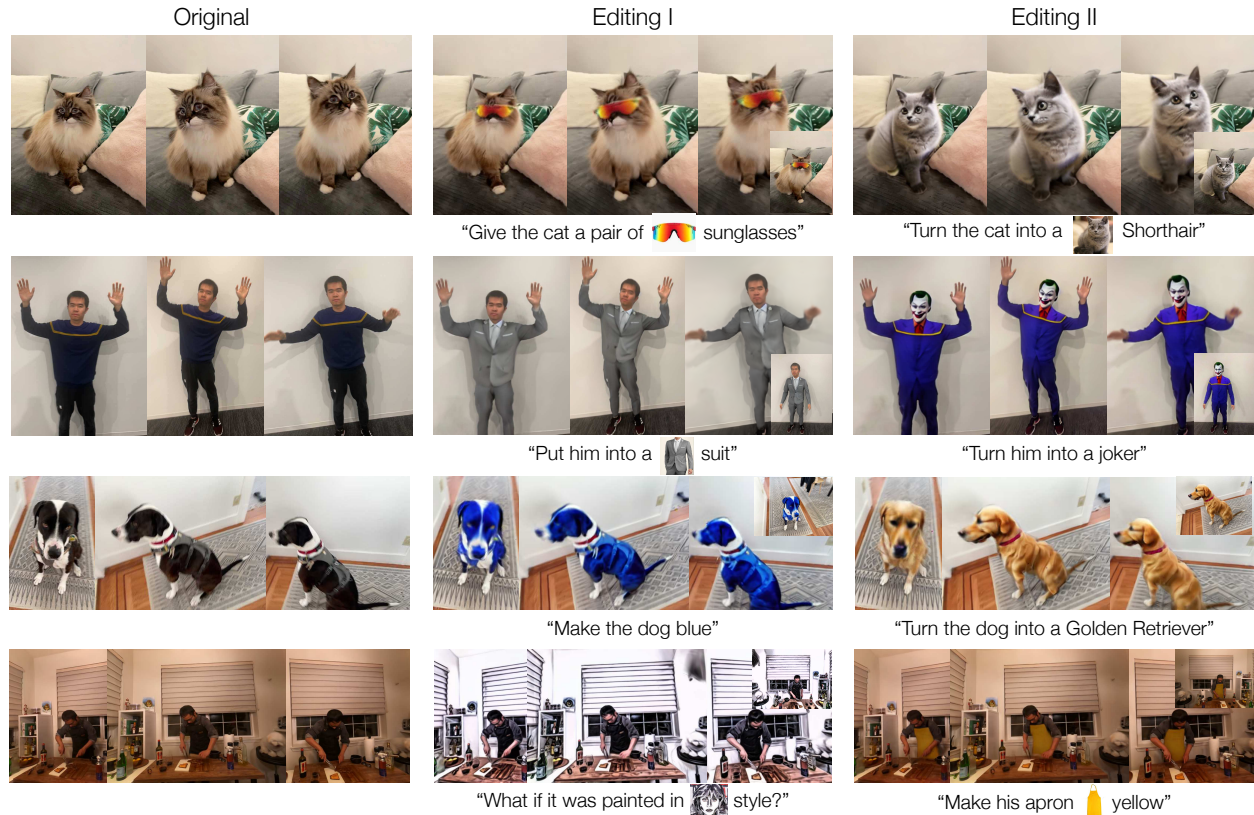 Original
Editing I
Editing II
“Give the cat a pair of sunglasses”
“Turn the cat into a Shorthair”
“Put him into a suit”
“Turn him into a joker”
“Make the dog blue”
“Turn the dog into a Golden Retriever”
“What if it was painted in style?”
“Make his apron yellow”